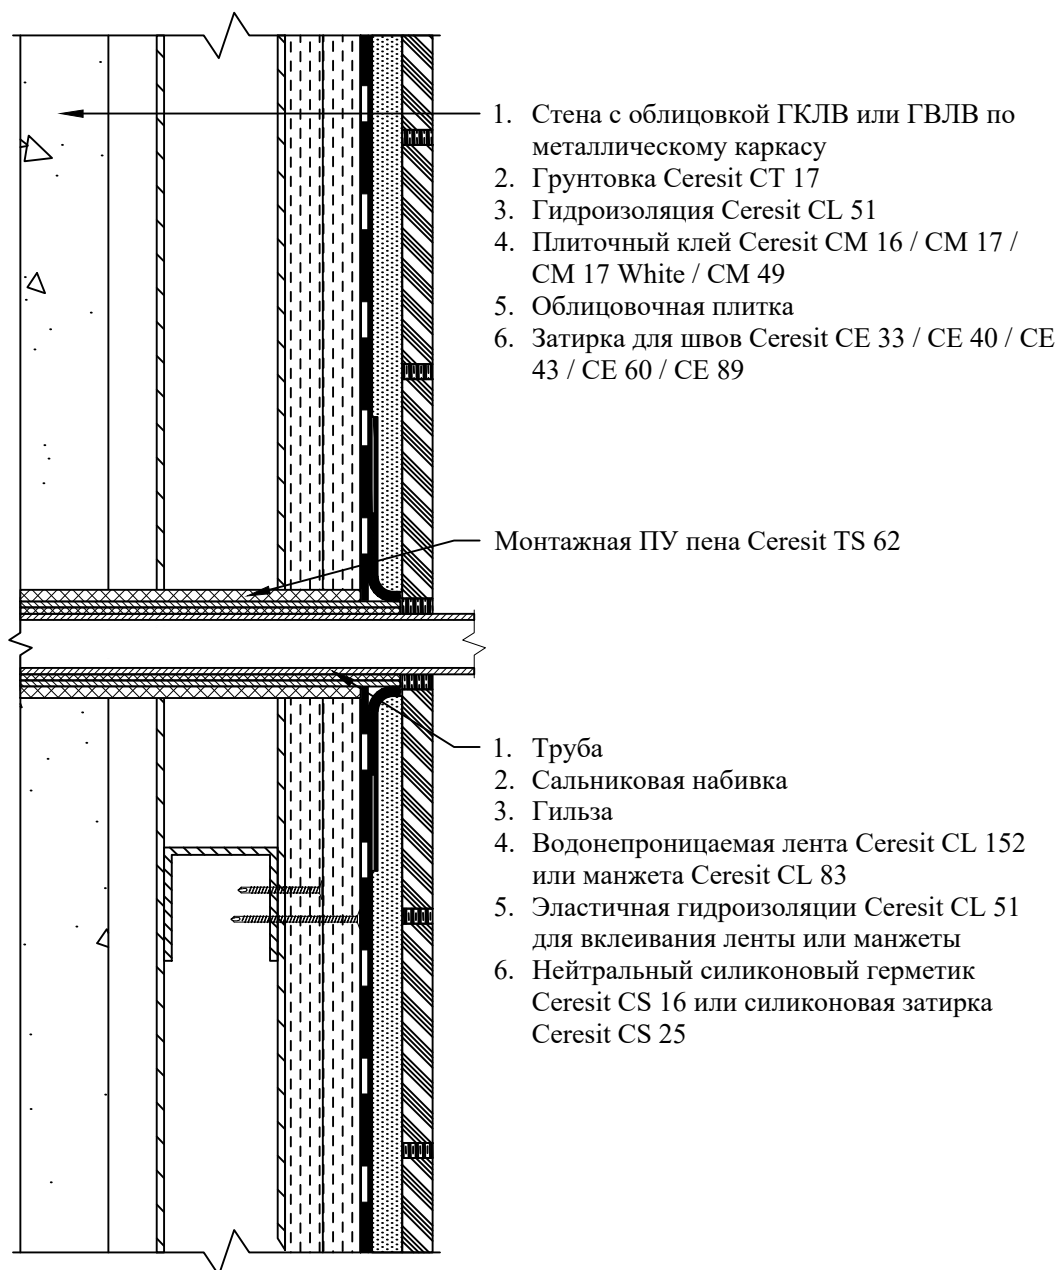 1. Стена с облицовкой ГКЛВ или ГВЛВ по
металлическому каркасу
2. Грунтовка Ceresit CT 17
3. Гидроизоляция Ceresit CL 51
4. Плиточный клей Ceresit CM 16 / CM 17 /
CM 17 White / CM 49
5. Облицовочная плитка
6. Затирка для швов Ceresit CE 33 / CE 40 / CE
43 / CE 60 / CE 89
Монтажная ПУ пена Ceresit TS 62
1. Труба
2. Сальниковая набивка
3. Гильза
4. Водонепроницаемая лента Ceresit CL 152
или манжета Ceresit CL 83
5. Эластичная гидроизоляции Ceresit CL 51
для вклеивания ленты или манжеты
6. Нейтральный силиконовый герметик
Ceresit CS 16 или силиконовая затирка
Ceresit CS 25